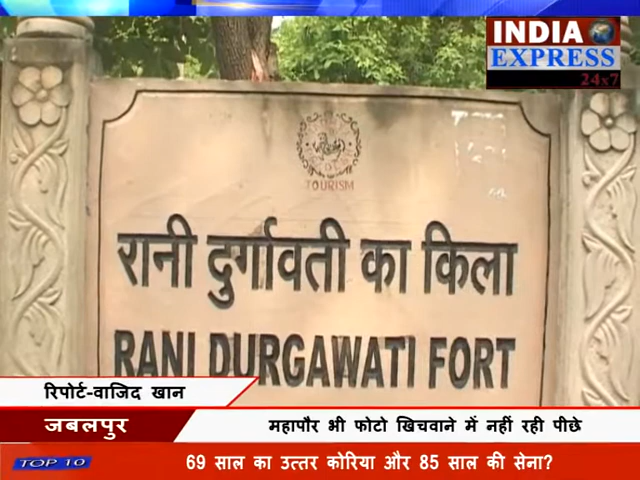 INDIA
EXPRESS
24x7
TOURISM
रानी दुर्गावती का किला
RANI DURGAWATI FORT
रिपोर्ट-वाजिद खान
जबलपुर
महापौर भी फोटो खिचवाने में नहीं रही पीछे
TOP 10
69 साल का उत्तर कोरिया और 85 साल की सेना?